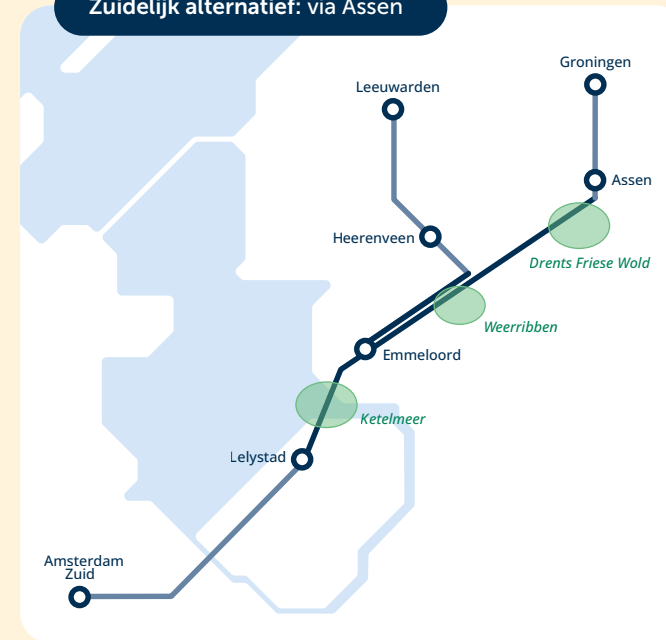 Zuidelijk alternatief: via Assen
Groningen
Leeuwarden
Assen
Heerenveen
Drents Friese Wold
Weerribben
Emmeloord
Ketelmeer
Lelystad
Amsterdam
Zuid